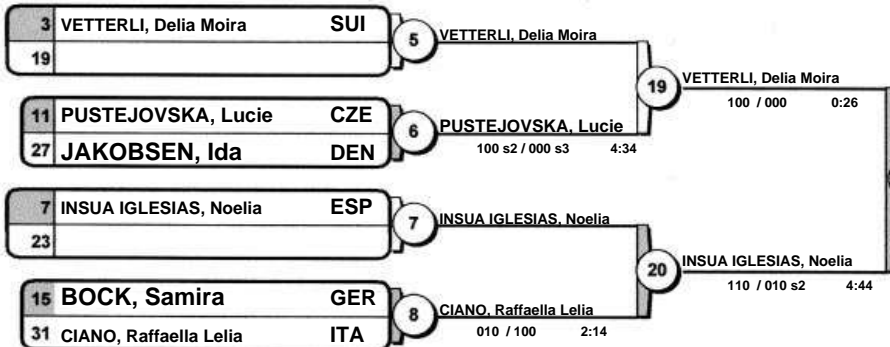 3 VETTERLI, Delia Moira SUI
19
5
VETTERLI, Delia Moira
11 PUSTEJOVSKA, Lucie CZE
27 JAKOBSEN, Ida DEN
6
PUSTEJOVSKA, Lucie
100 s2 / 000 s3 4:34
19
VETTERLI, Delia Moira
100 / 000 0:26
7 INSUA IGLESIAS, Noelia ESP
23
7
INSUA IGLESIAS, Noelia
15 BOCK, Samira GER
31 CIANO, Raffaella Lelia ITA
8
CIANO, Raffaella Lelia
010 / 100 2:14
20
INSUA IGLESIAS, Noelia
110 / 010 s2 4:44